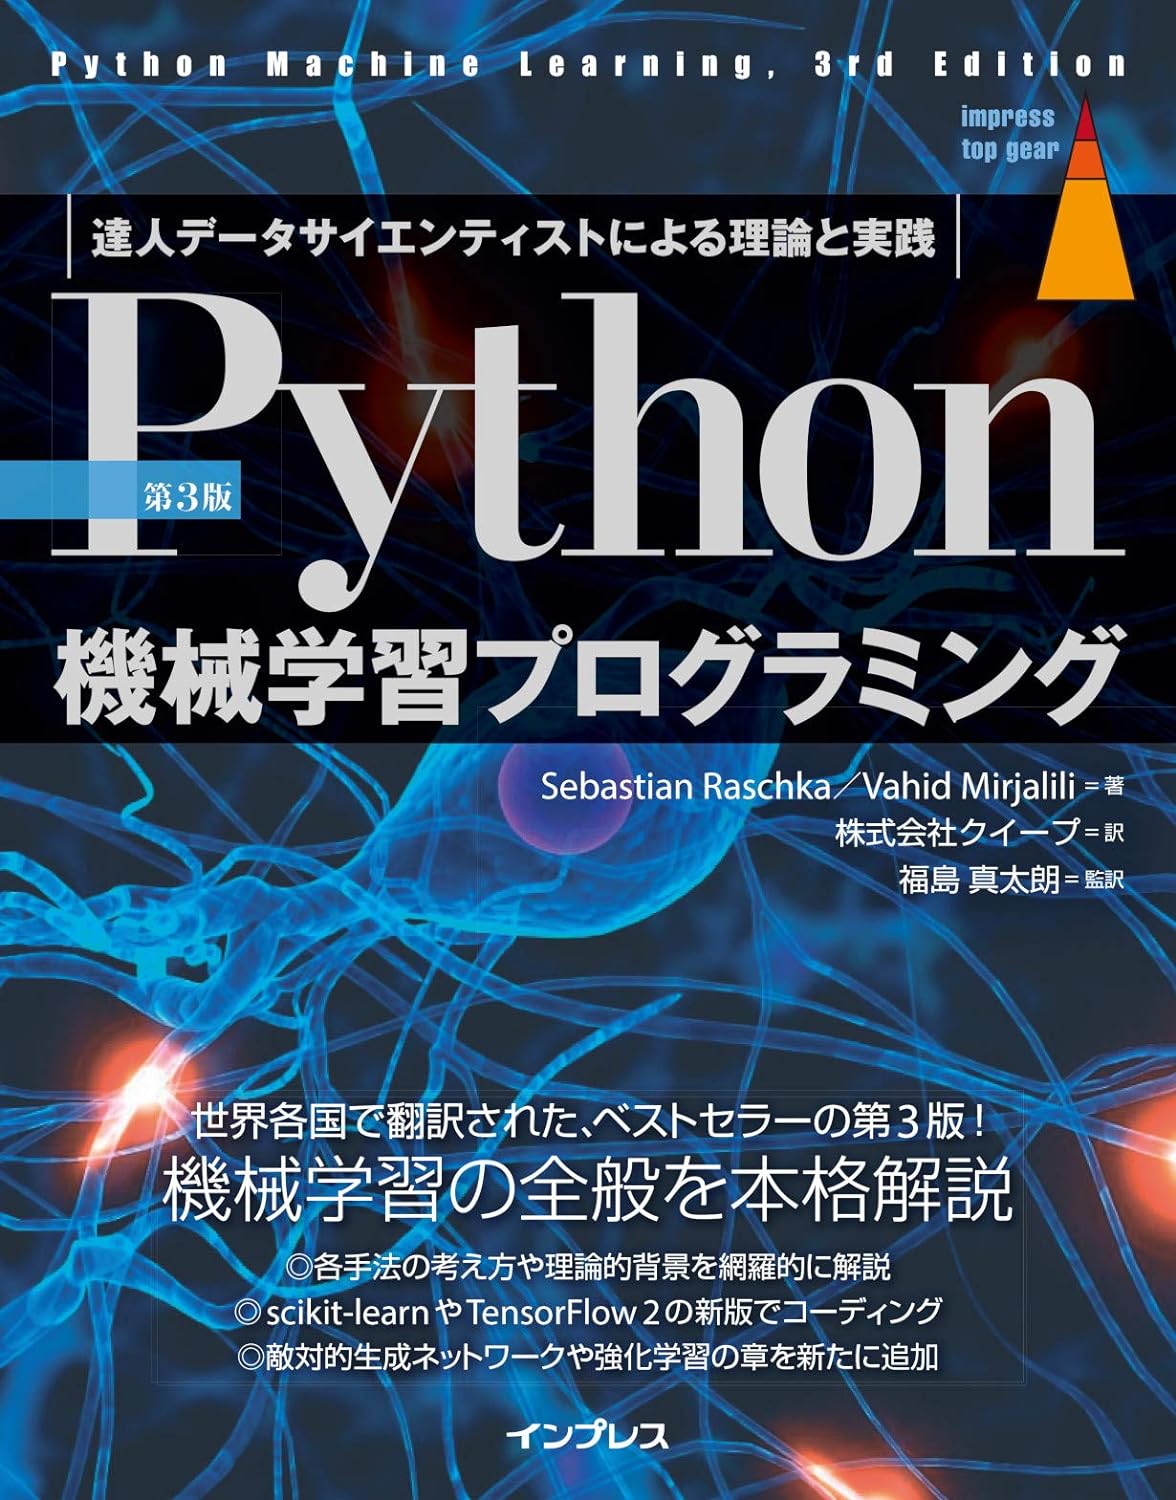 Python Machine Learning, 3rd Edition
impress
top gear
達人データサイエンティストによる理論と実践
Python
第3版
機械学習プログラミング
Sebastian Raschka／Vahid Mirjalili＝著
株式会社クイープ＝訳
福島 真太朗＝監訳
世界各国で翻訳された、ベストセラーの第3版！
機械学習の全般を本格解説
◎各手法の考え方や理論的背景を網羅的に解説
◎scikit-learnやTensorFlow 2の新版でコーディング
◎敵対的生成ネットワークや強化学習の章を新たに追加
インプレス